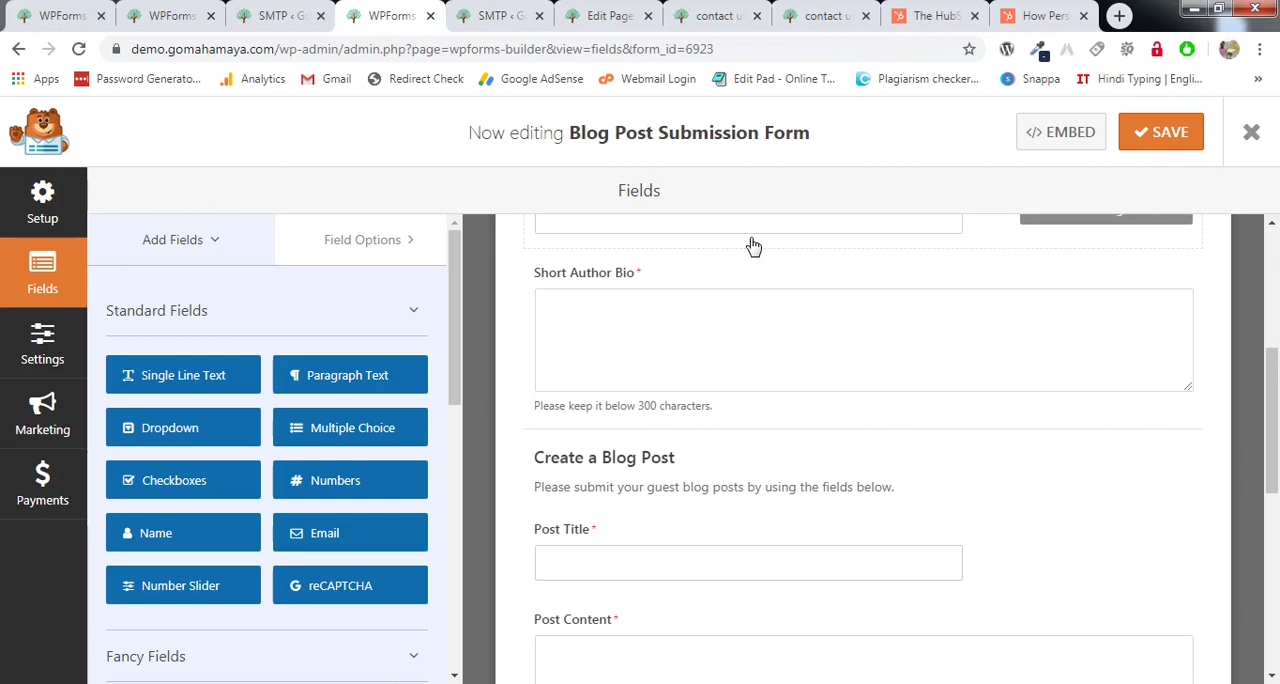 WPForms
WPForms
SMTP ‹ G
WPForms
SMTP ‹ G
Edit Page
contact u
contact u
The HubS
How Pers
demo.gomahamaya.com/wp-admin/admin.php?page=wpforms-builder&view=fields&form_id=6923
Apps
Password Generato...
Analytics
Gmail
Redirect Check
Google AdSense
Webmail Login
Edit Pad - Online T...
Plagiarism checker...
Snappa
IT Hindi Typing | Engl...
»
Now editing Blog Post Submission Form
</> EMBED
SAVE
Setup
Fields
Settings
Marketing
Payments
Fields
Add Fields
Field Options
Standard Fields
Single Line Text
Paragraph Text
Dropdown
Multiple Choice
Checkboxes
Numbers
Name
Email
Number Slider
reCAPTCHA
Fancy Fields
Short Author Bio *
Please keep it below 300 characters.
Create a Blog Post
Please submit your guest blog posts by using the fields below.
Post Title *
Post Content *